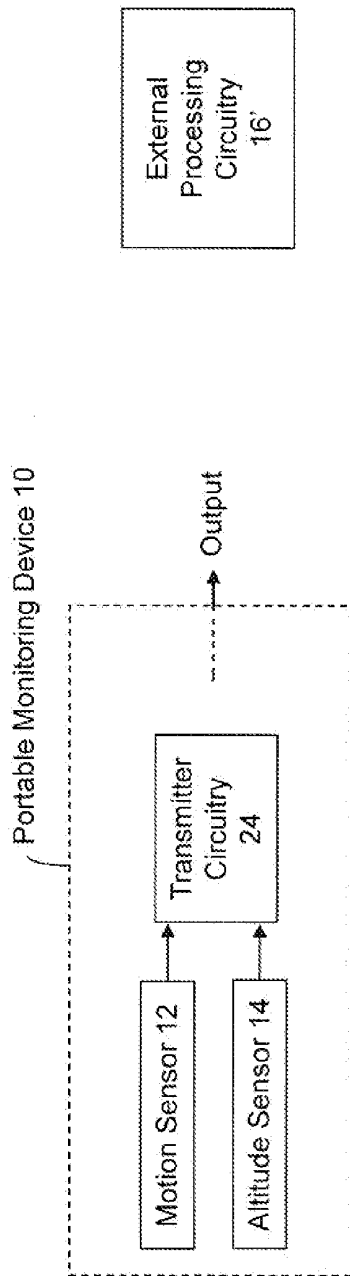 Portable Monitoring Device 10
Motion Sensor 12
Altitude Sensor 14
Transmitter
Circuitry
24
Output
External
Processing
Circuitry
16'